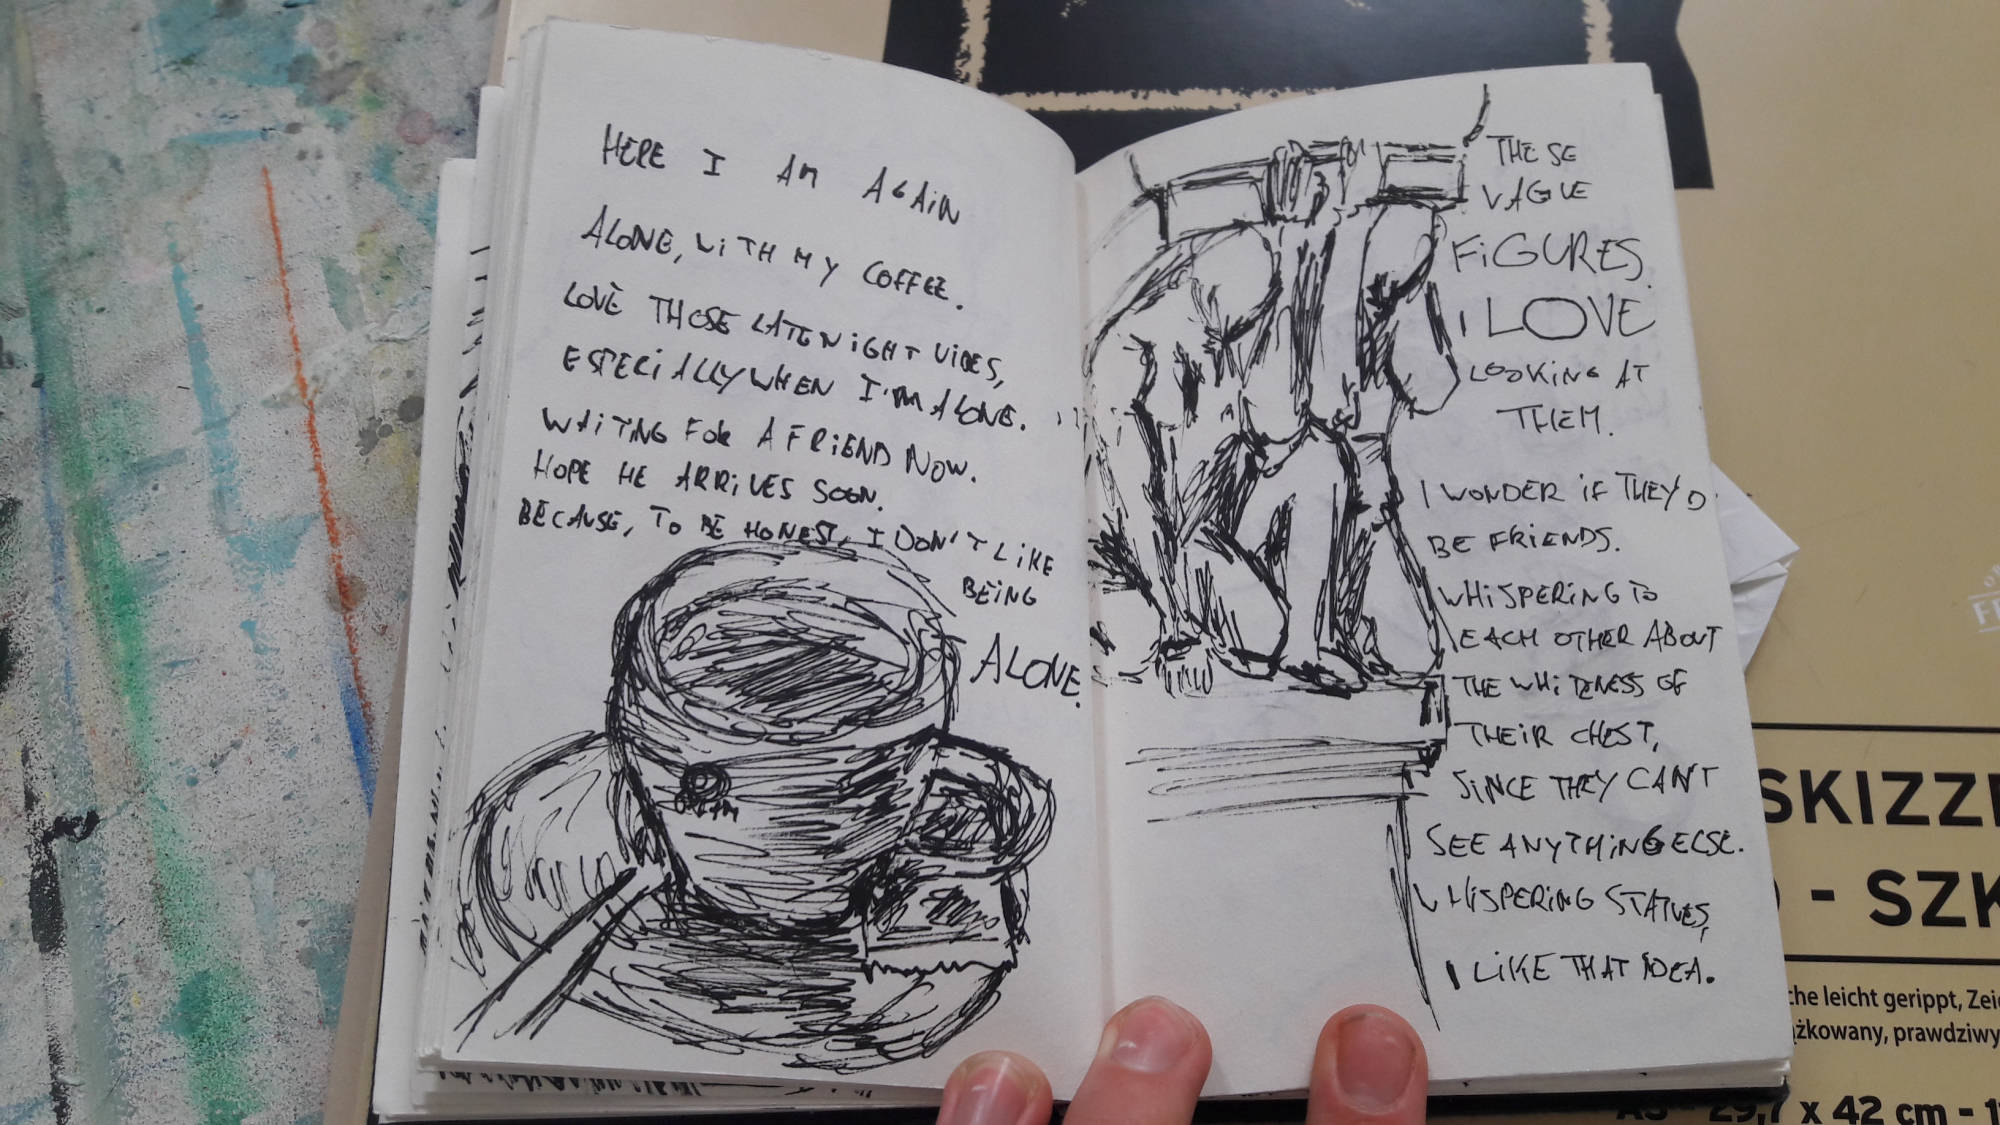 HERE I AM AGAIN
ALONE, WITH MY COFFEE.
LOVE THOSE LATE NIGHT VIBES,
ESPECIALLY WHEN I'M ALONE.
WAITING FOR A FRIEND NOW.
HOPE HE ARRIVES SOON.
BECAUSE, TO BE HONEST, I DON'T LIKE
BEING
ALONE.
THESE
VAGUE
FIGURES.
I LOVE
LOOKING AT
THEM.
I WONDER IF THEY'D
BE FRIENDS.
WHISPERING TO
EACH OTHER ABOUT
THE WHITENESS OF
THEIR CHEST,
SINCE THEY CAN'T
SEE ANYTHING ELSE.
WHISPERING STATUES,
I LIKE THAT IDEA.
SKIZZ
- SZK
che leicht gerippt, Zei
ążkowany, prawdziwy
A3 - 29,7 x 42 cm - 1